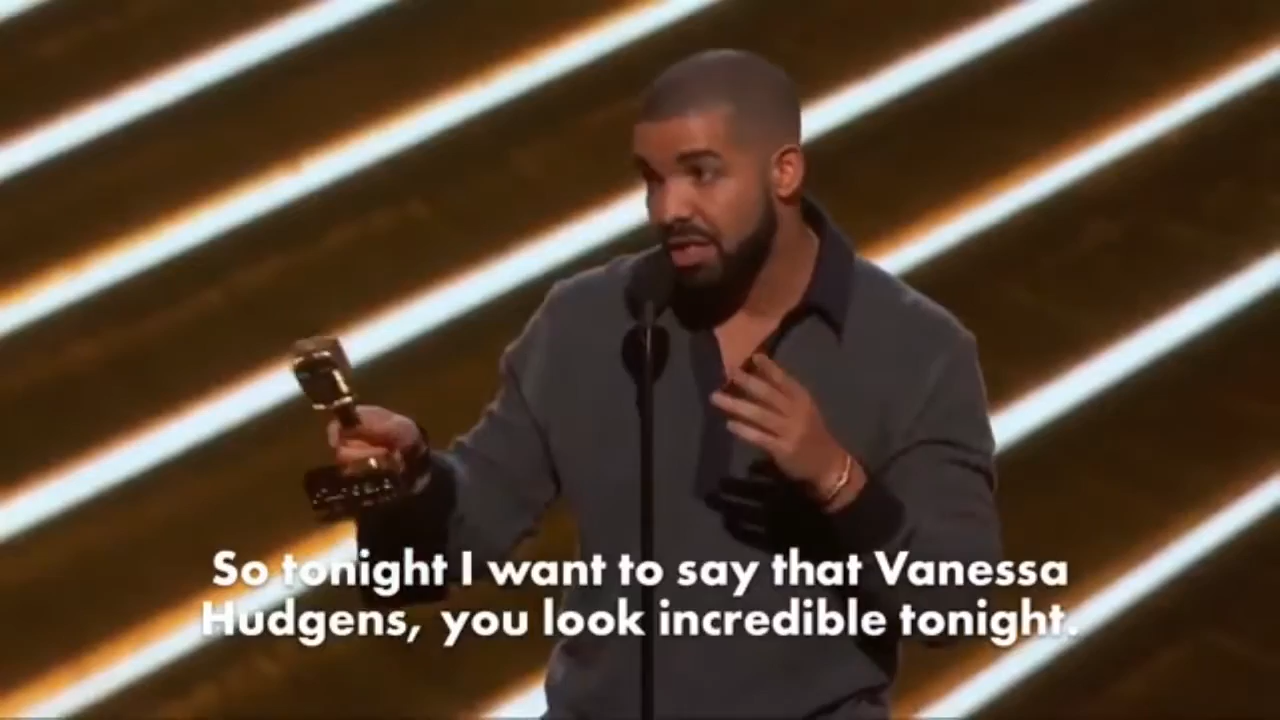 So tonight I want to say that Vanessa
Hudgens, you look incredible tonight.